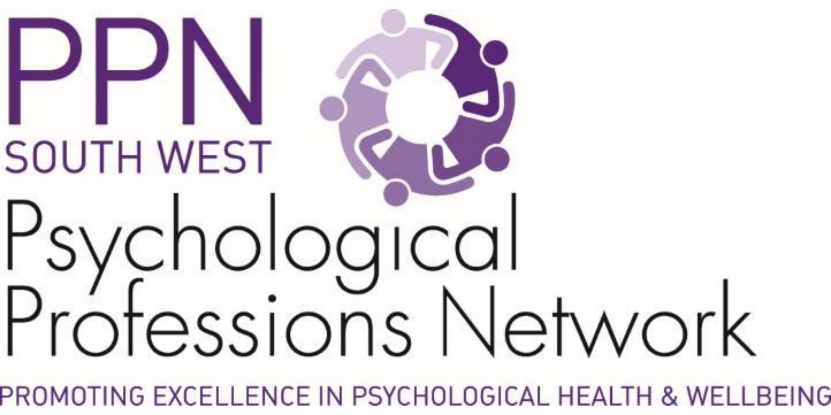 PPN
SOUTH WEST
Psychological
Professions Network
PROMOTING EXCELLENCE IN PSYCHOLOGICAL HEALTH & WELLBEING